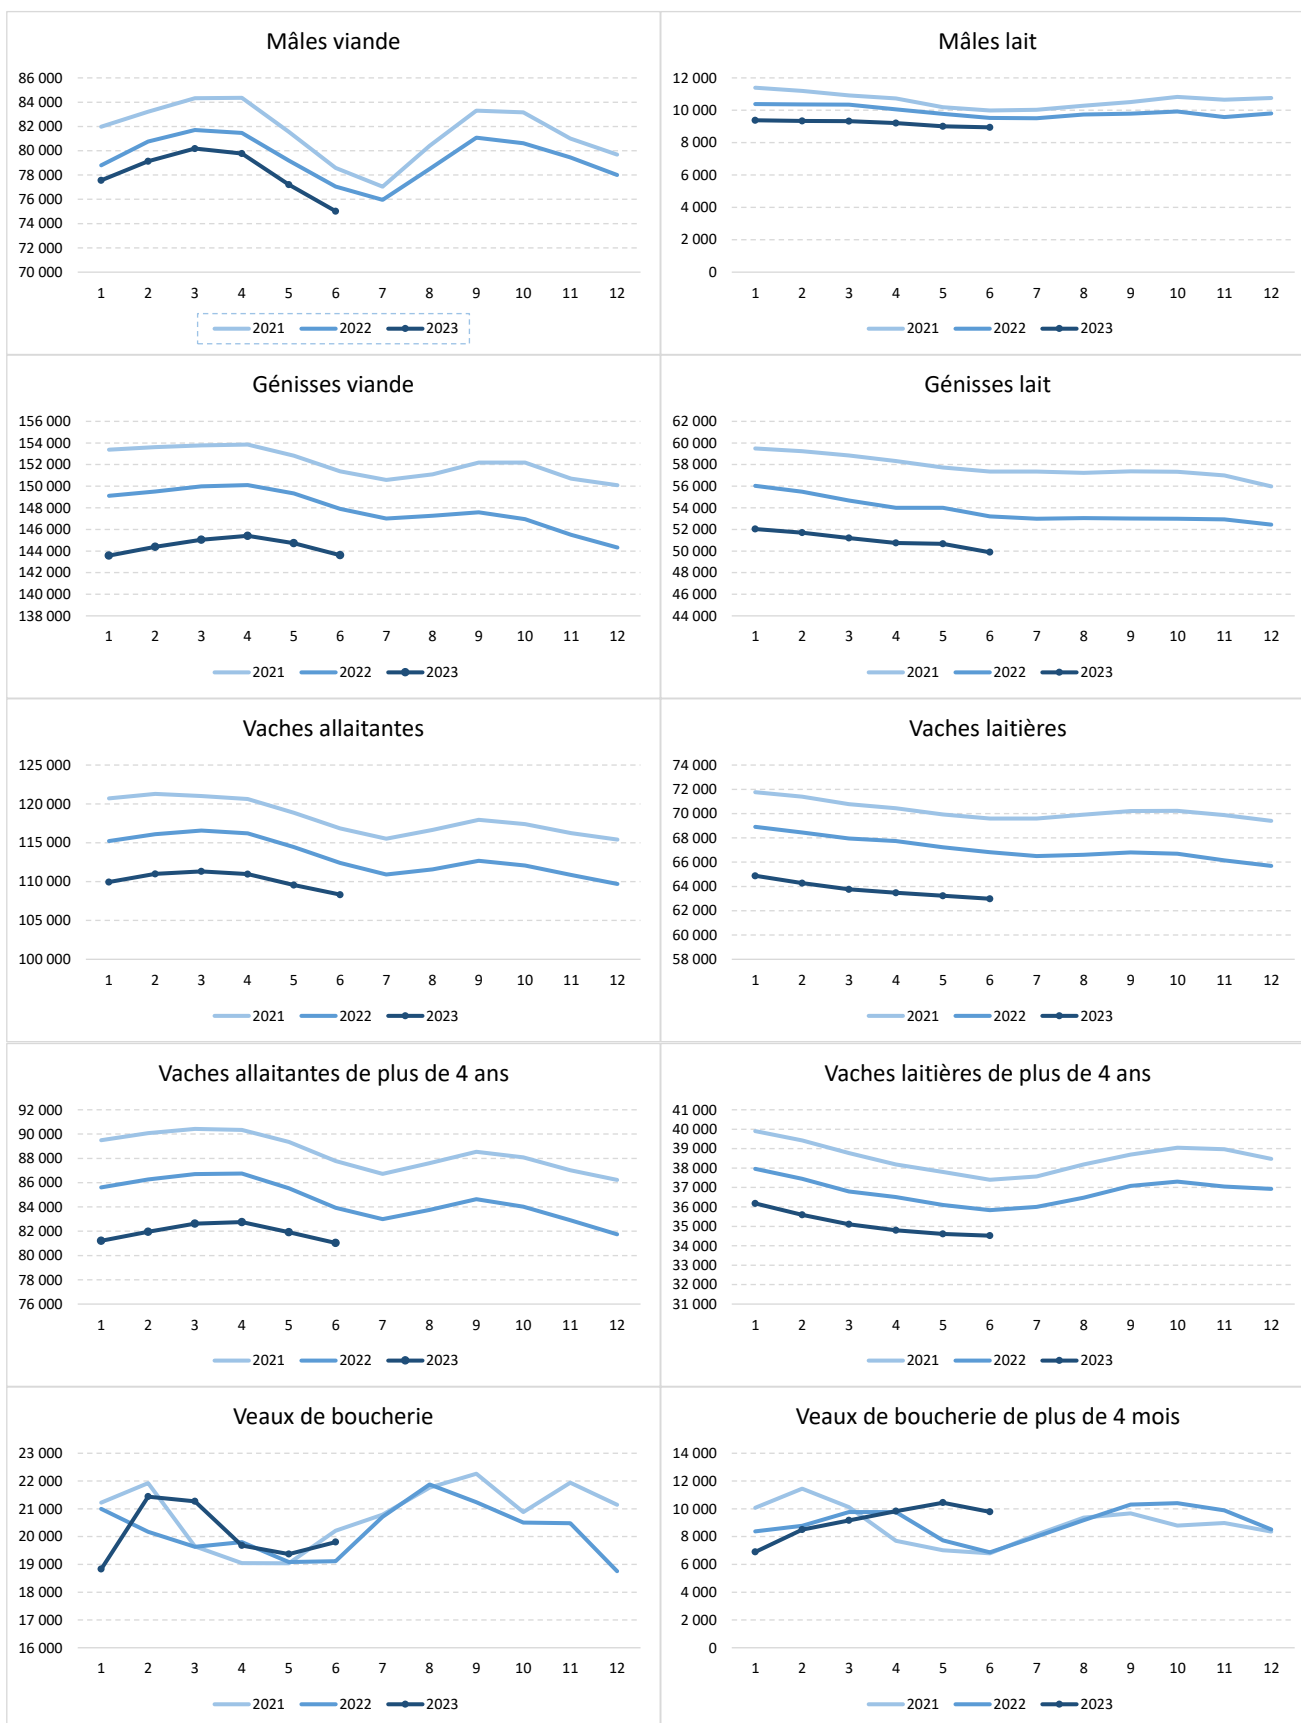 Mâles viande
86 000
84 000
82 000
80 000
78 000
76 000
74 000
72 000
70 000
1 2 3 4 5 6 7 8 9 10 11 12
2021 2022 2023
Mâles lait
12 000
10 000
8 000
6 000
4 000
2 000
0
1 2 3 4 5 6 7 8 9 10 11 12
2021 2022 2023
Génisses viande
156 000
154 000
152 000
150 000
148 000
146 000
144 000
142 000
140 000
138 000
1 2 3 4 5 6 7 8 9 10 11 12
2021 2022 2023
Génisses lait
62 000
60 000
58 000
56 000
54 000
52 000
50 000
48 000
46 000
44 000
1 2 3 4 5 6 7 8 9 10 11 12
2021 2022 2023
Vaches allaitantes
125 000
120 000
115 000
110 000
105 000
100 000
1 2 3 4 5 6 7 8 9 10 11 12
2021 2022 2023
Vaches laitières
74 000
72 000
70 000
68 000
66 000
64 000
62 000
60 000
58 000
1 2 3 4 5 6 7 8 9 10 11 12
2021 2022 2023
Vaches allaitantes de plus de 4 ans
92 000
90 000
88 000
86 000
84 000
82 000
80 000
78 000
76 000
1 2 3 4 5 6 7 8 9 10 11 12
2021 2022 2023
Vaches laitières de plus de 4 ans
41 000
40 000
39 000
38 000
37 000
36 000
35 000
34 000
33 000
32 000
31 000
1 2 3 4 5 6 7 8 9 10 11 12
2021 2022 2023
Veaux de boucherie
23 000
22 000
21 000
20 000
19 000
18 000
17 000
16 000
1 2 3 4 5 6 7 8 9 10 11 12
2021 2022 2023
Veaux de boucherie de plus de 4 mois
14 000
12 000
10 000
8 000
6 000
4 000
2 000
0
1 2 3 4 5 6 7 8 9 10 11 12
2021 2022 2023